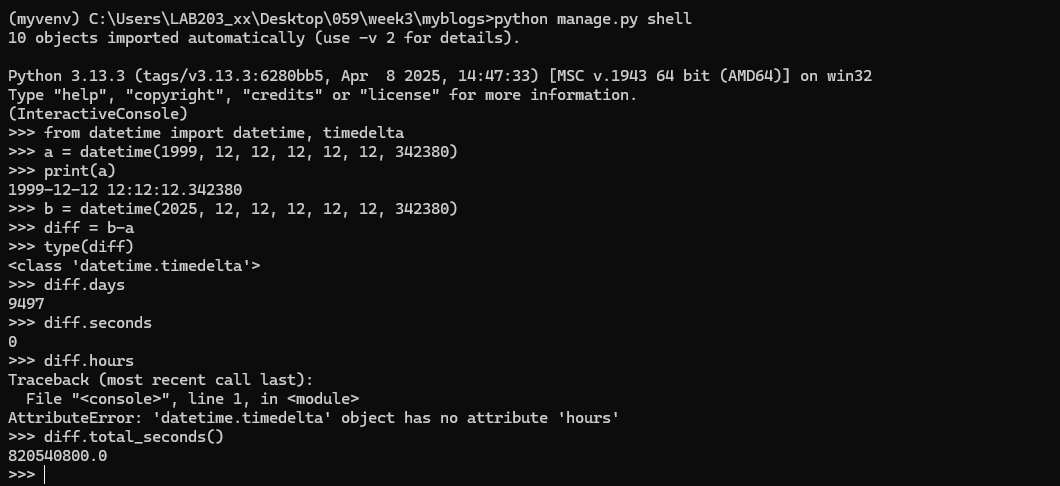 (myvenv) C:\Users\LAB203_xx\Desktop\059\week3\myblogs>python manage.py shell
10 objects imported automatically (use -v 2 for details).

Python 3.13.3 (tags/v3.13.3:6280bb5, Apr  8 2025, 14:47:33) [MSC v.1943 64 bit (AMD64)] on win32
Type "help", "copyright", "credits" or "license" for more information.
(InteractiveConsole)
>>> from datetime import datetime, timedelta
>>> a = datetime(1999, 12, 12, 12, 12, 12, 342380)
>>> print(a)
1999-12-12 12:12:12.342380
>>> b = datetime(2025, 12, 12, 12, 12, 12, 342380)
>>> diff = b-a
>>> type(diff)
<class 'datetime.timedelta'>
>>> diff.days
9497
>>> diff.seconds
0
>>> diff.hours
Traceback (most recent call last):
  File "<console>", line 1, in <module>
AttributeError: 'datetime.timedelta' object has no attribute 'hours'
>>> diff.total_seconds()
820540800.0
>>>